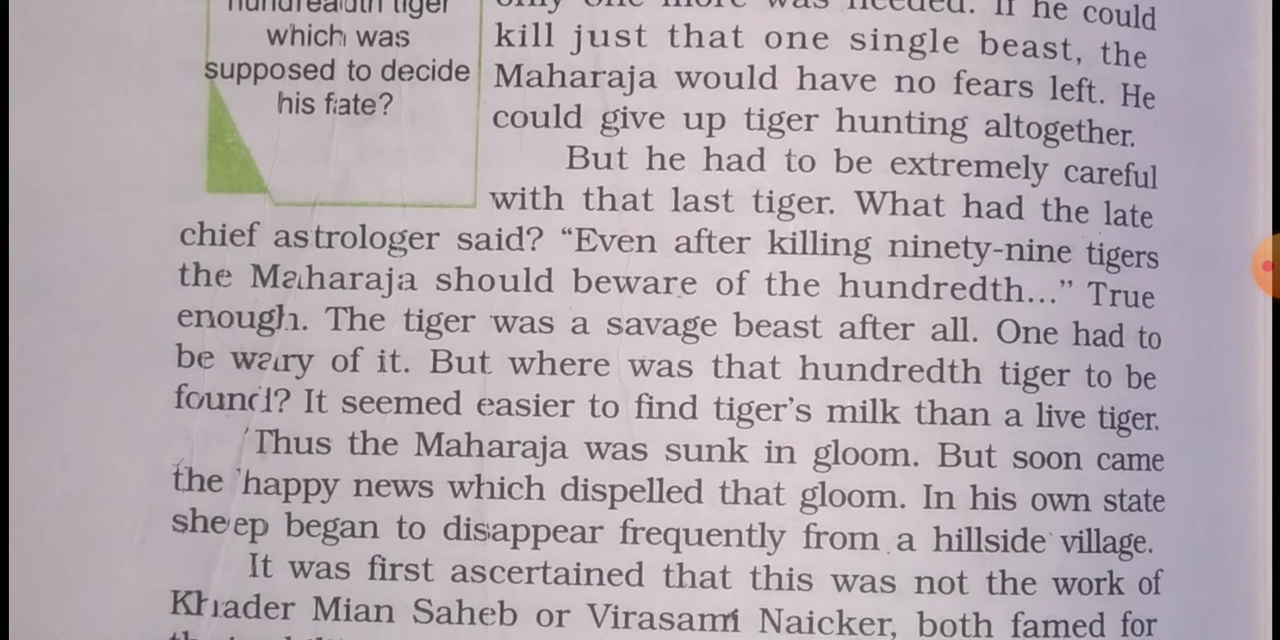 hundredth tiger
which was
supposed to decide
his fate?
only one more was needed. If he could
kill just that one single beast, the
Maharaja would have no fears left. He
could give up tiger hunting altogether.
But he had to be extremely careful
with that last tiger. What had the late
chief astrologer said? “Even after killing ninety-nine tigers
the Maharaja should beware of the hundredth...” True
enough. The tiger was a savage beast after all. One had to
be wary of it. But where was that hundredth tiger to be
found? It seemed easier to find tiger’s milk than a live tiger.
Thus the Maharaja was sunk in gloom. But soon came
the happy news which dispelled that gloom. In his own state
sheep began to disappear frequently from a hillside village.
It was first ascertained that this was not the work of
Khader Mian Saheb or Virasami Naicker, both famed for